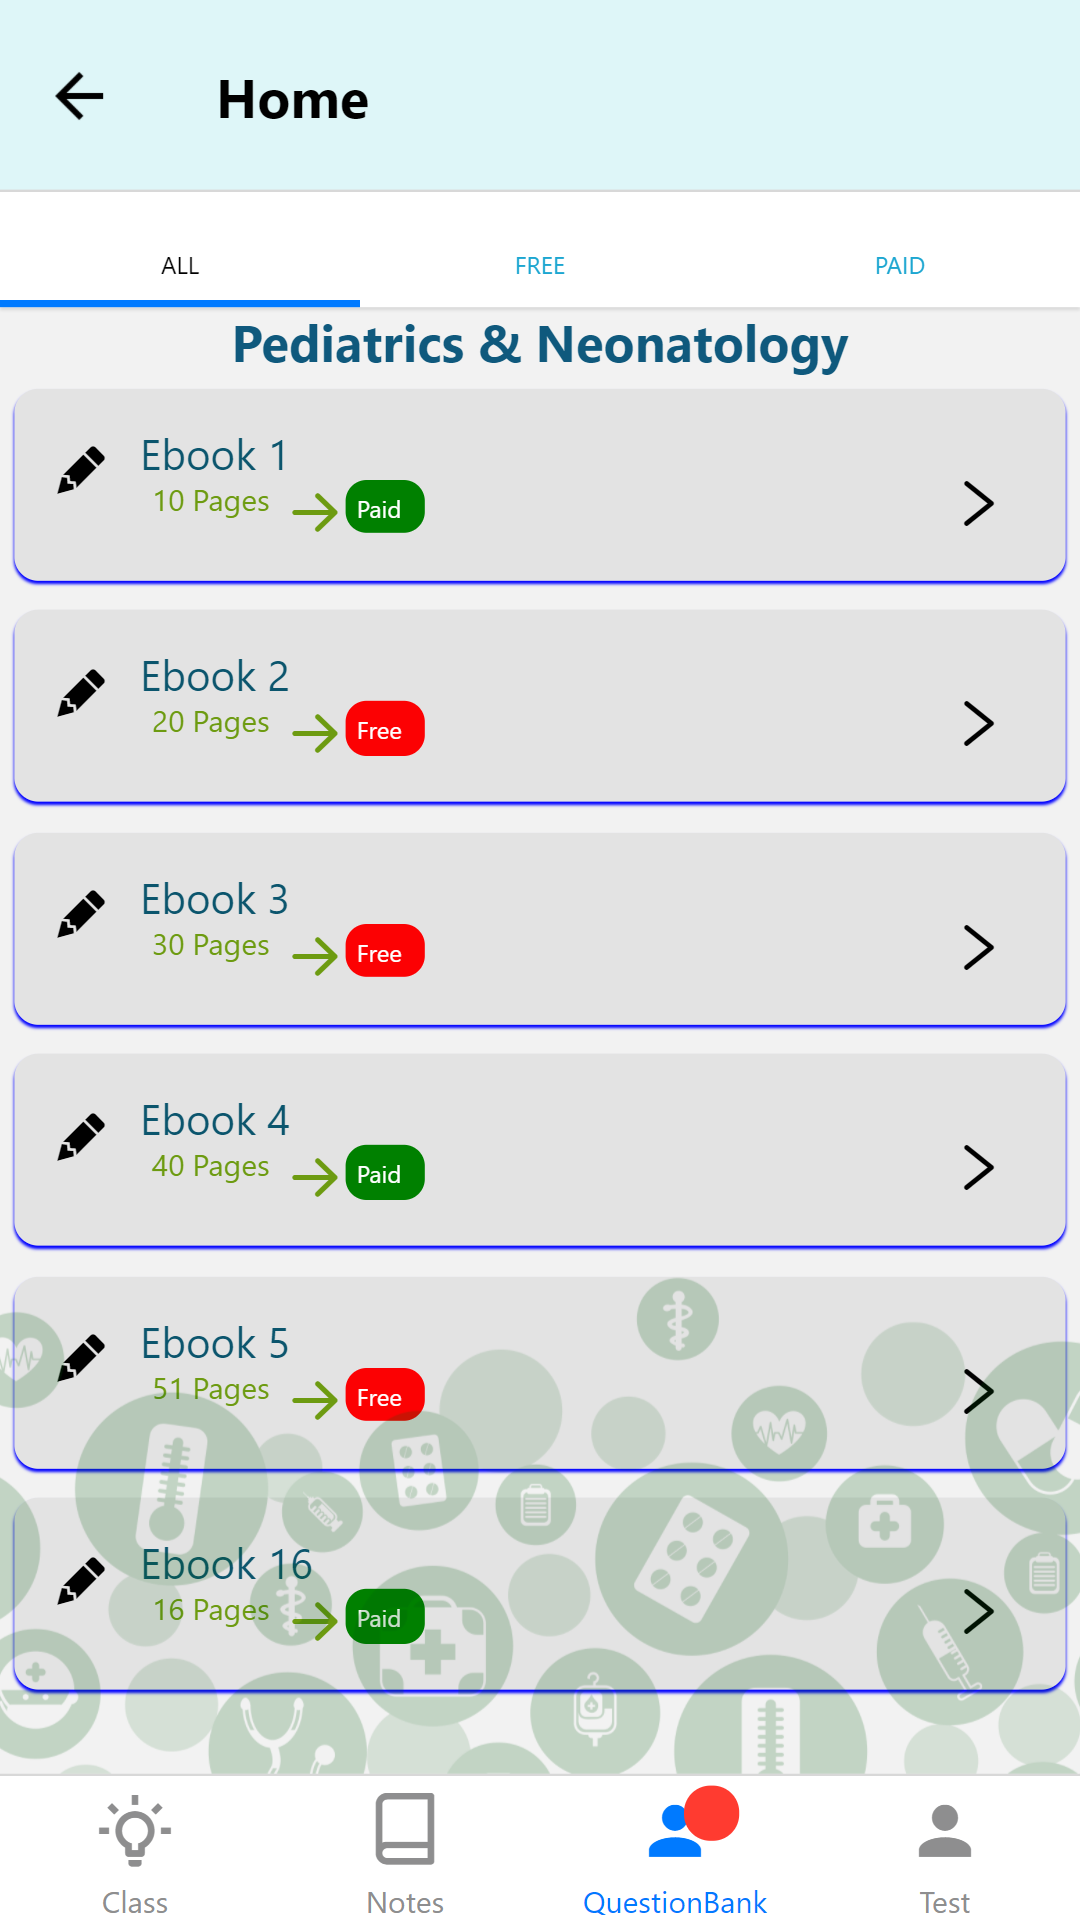 Home
ALL FREE PAID
Pediatrics & Neonatology
Ebook 1
10 Pages Paid
Ebook 2
20 Pages Free
Ebook 3
30 Pages Free
Ebook 4
40 Pages Paid
Ebook 5
51 Pages Free
Ebook 16
16 Pages Paid
Class Notes QuestionBank Test